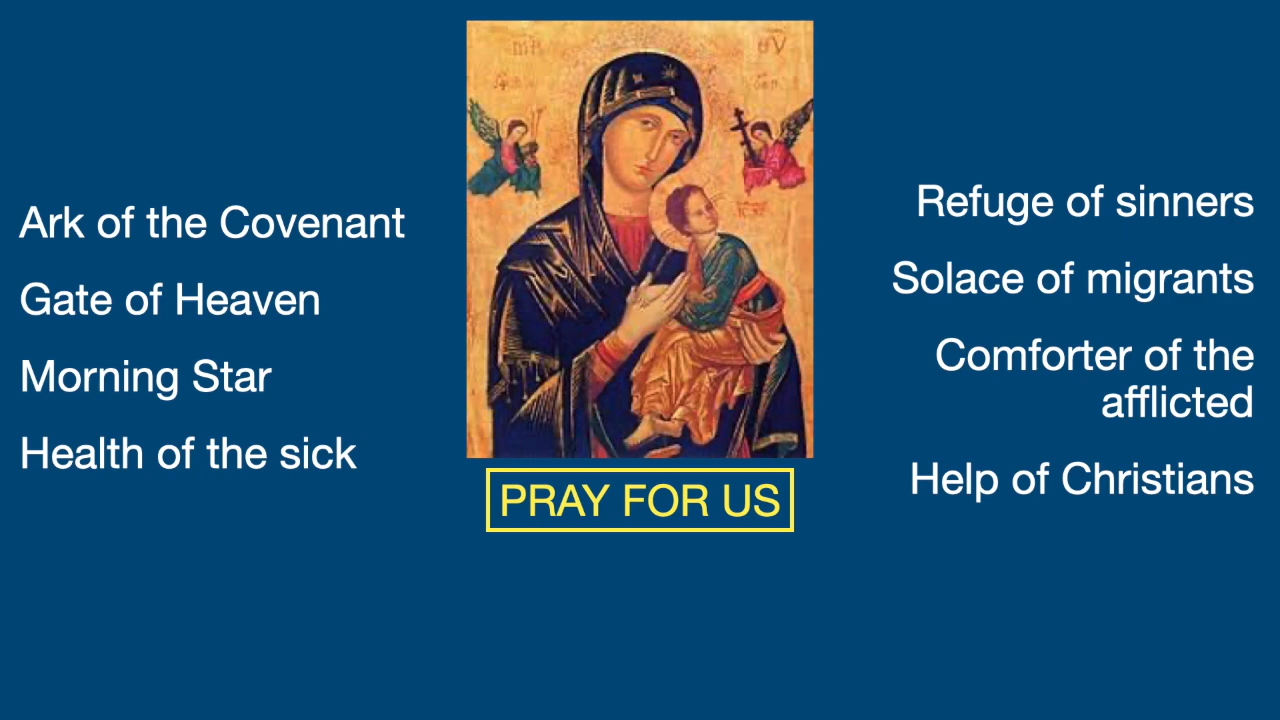 Ark of the Covenant
Gate of Heaven
Morning Star
Health of the sick
ΘV
PRAY FOR US
Refuge of sinners
Solace of migrants
Comforter of the
afflicted
Help of Christians